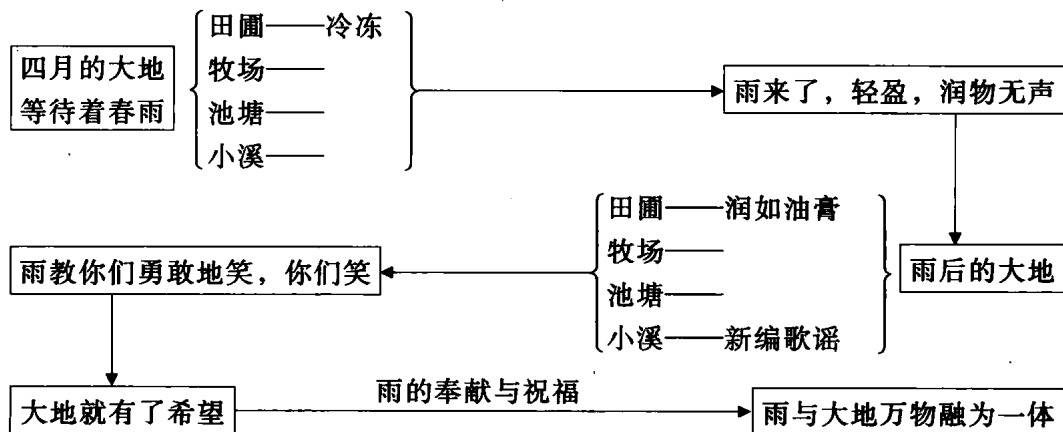 四月的大地
等待着春雨
田圃——冷冻
牧场——
池塘——
小溪——
雨来了，轻盈，润物无声
雨后的大地
田圃——润如油膏
牧场——
池塘——
小溪——新编歌谣
雨教你们勇敢地笑，你们笑
大地就有了希望
雨的奉献与祝福
雨与大地万物融为一体